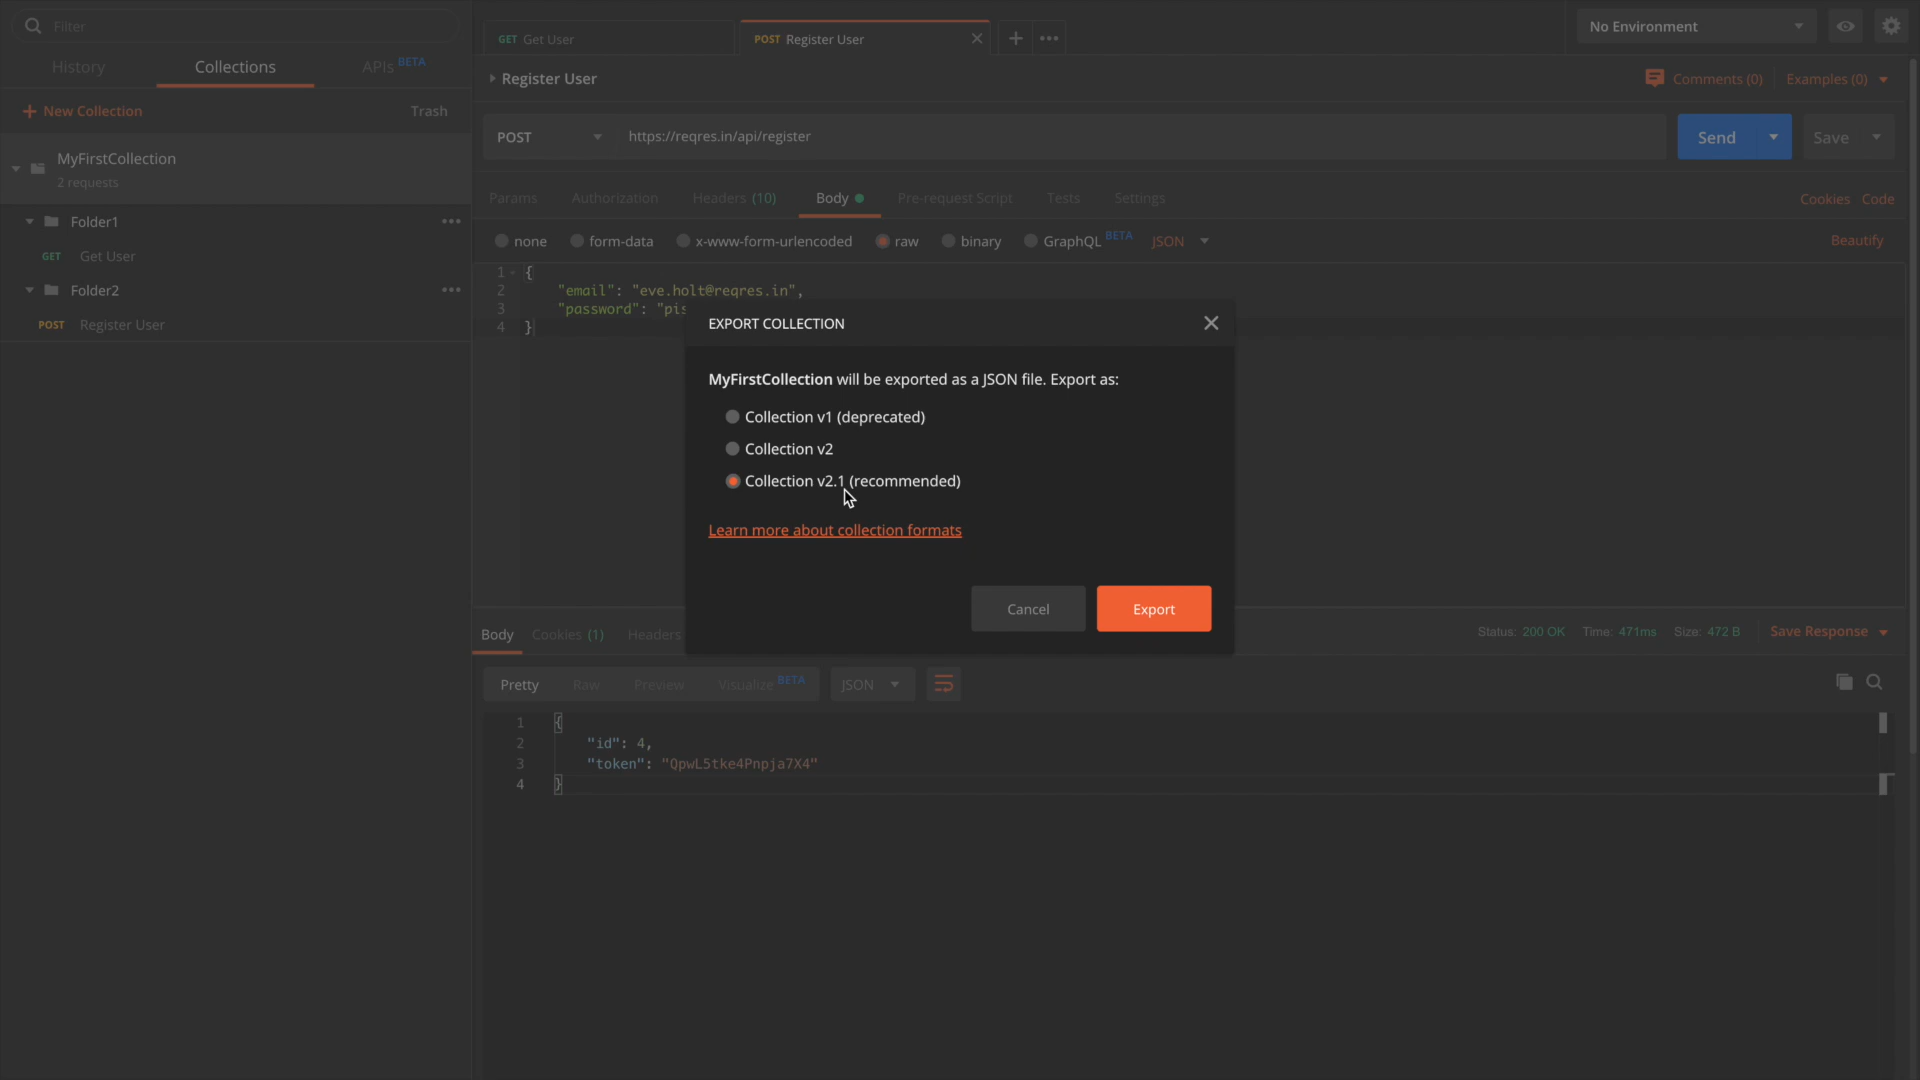 Filter
History
Collections
APIs BETA
+ New Collection
Trash
MyFirstCollection
2 requests
Folder1
GET Get User
Folder2
POST Register User
GET Get User
POST Register User
No Environment
Register User
Comments (0)
Examples (0)
POST
https://reqres.in/api/register
Send
Save
Params
Authorization
Headers (10)
Body
Pre-request Script
Tests
Settings
Cookies
Code
none
form-data
x-www-form-urlencoded
raw
binary
GraphQL BETA
JSON
Beautify
1 {
2 "email": "eve.holt@reqres.in",
3 "password": "pis
4 }
EXPORT COLLECTION
MyFirstCollection will be exported as a JSON file. Export as:
Collection v1 (deprecated)
Collection v2
Collection v2.1 (recommended)
Learn more about collection formats
Cancel
Export
Body
Cookies (1)
Headers
Status: 200 OK
Time: 471ms
Size: 472 B
Save Response
Pretty
Raw
Preview
Visualize BETA
JSON
1 {
2 "id": 4,
3 "token": "QpwL5tke4Pnpja7X4"
4 }